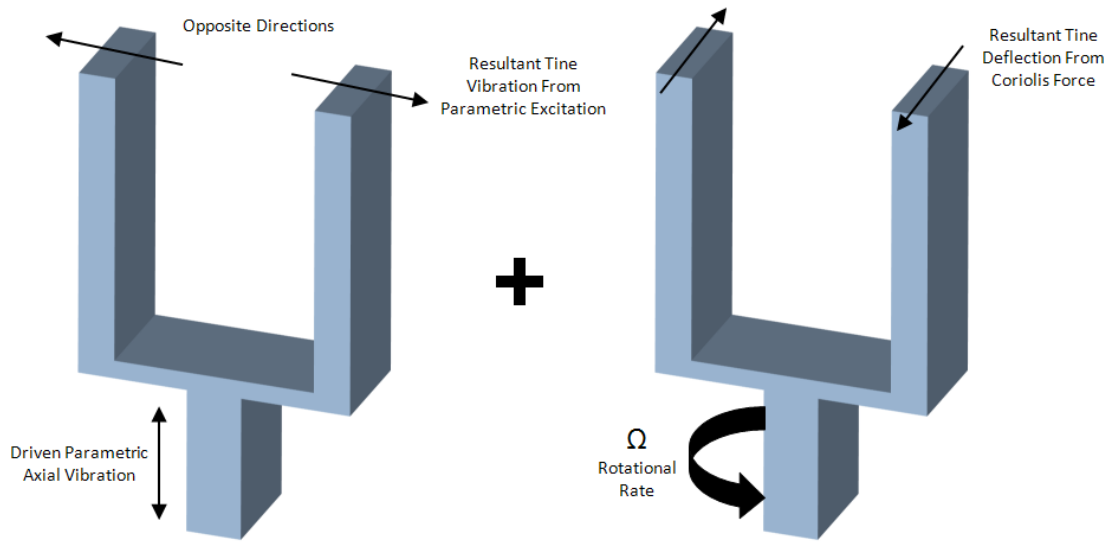 Opposite Directions
Resultant Tine
Vibration From
Parametric Excitation
Driven Parametric
Axial Vibration
Resultant Tine
Deflection From
Coriolis Force
Ω
Rotational
Rate